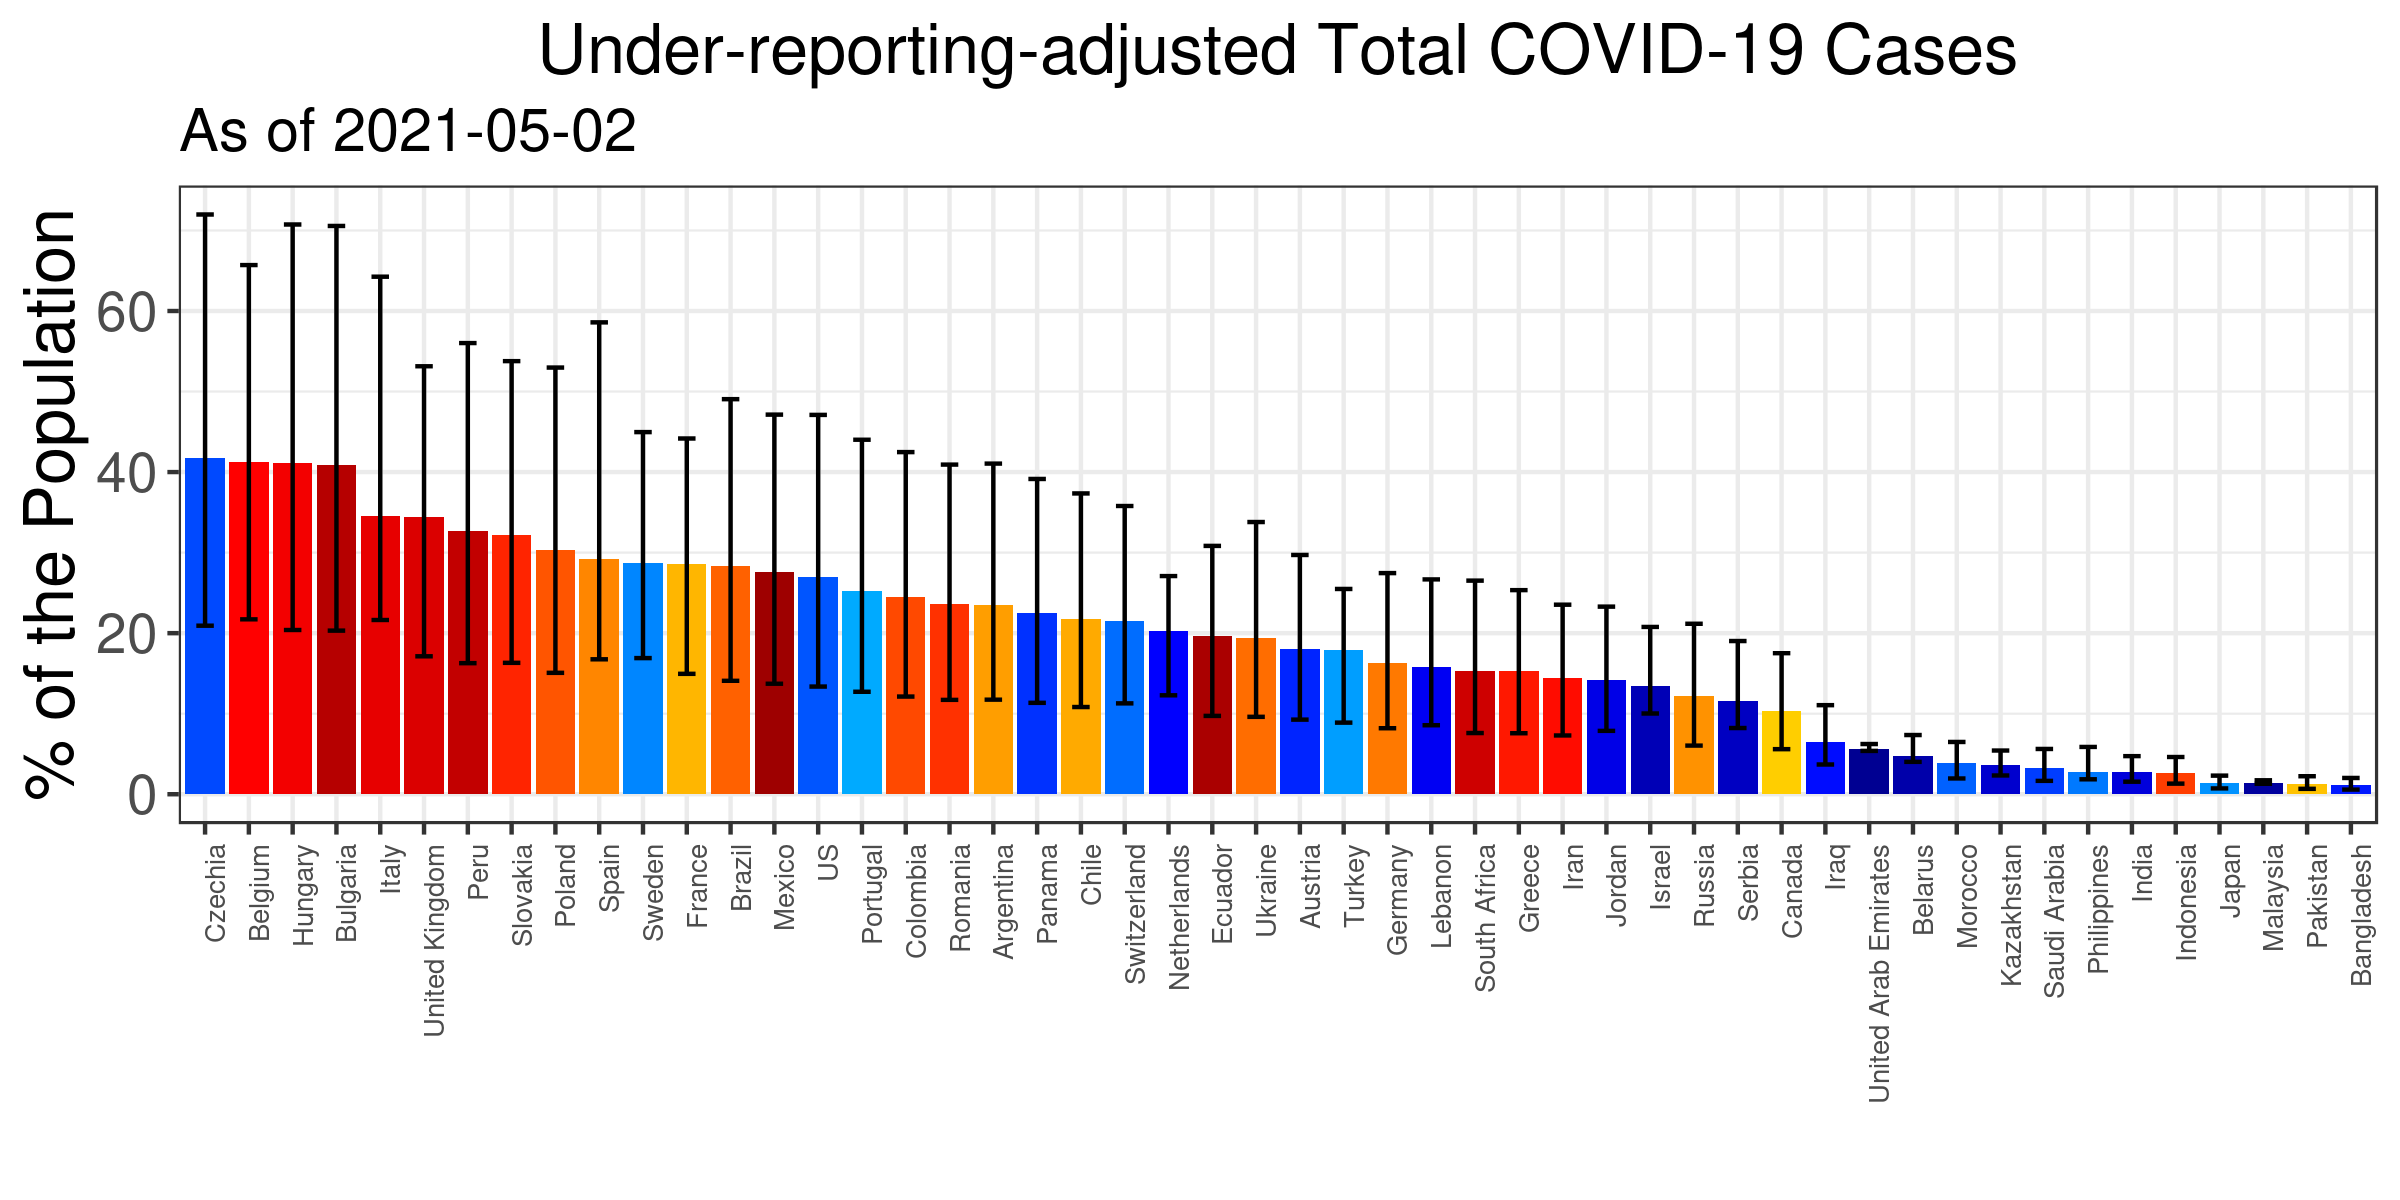 Under-reporting-adjusted Total COVID-19 Cases
As of 2021-05-02
% of the Population
60
40
20
0
Czechia
Belgium
Hungary
Bulgaria
Italy
United Kingdom
Peru
Slovakia
Poland
Spain
Sweden
France
Brazil
Mexico
US
Portugal
Colombia
Romania
Argentina
Panama
Chile
Switzerland
Netherlands
Ecuador
Ukraine
Austria
Turkey
Germany
Lebanon
South Africa
Greece
Iran
Jordan
Israel
Russia
Serbia
Canada
Iraq
United Arab Emirates
Belarus
Morocco
Kazakhstan
Saudi Arabia
Philippines
India
Indonesia
Japan
Malaysia
Pakistan
Bangladesh